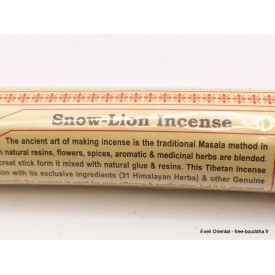 Snow-Lion Incense
The ancient art of making incense is the traditional Masala method in
natural resins, flowers, spices, aromatic & medicinal herbs are blended.
creat stick form it mixed with natural glue & resins. This Tibetan incense
on with its exclusive ingredients (31 Himalayan Herbs) & other Genuine
Eveil Oriental - free-bouddha.fr